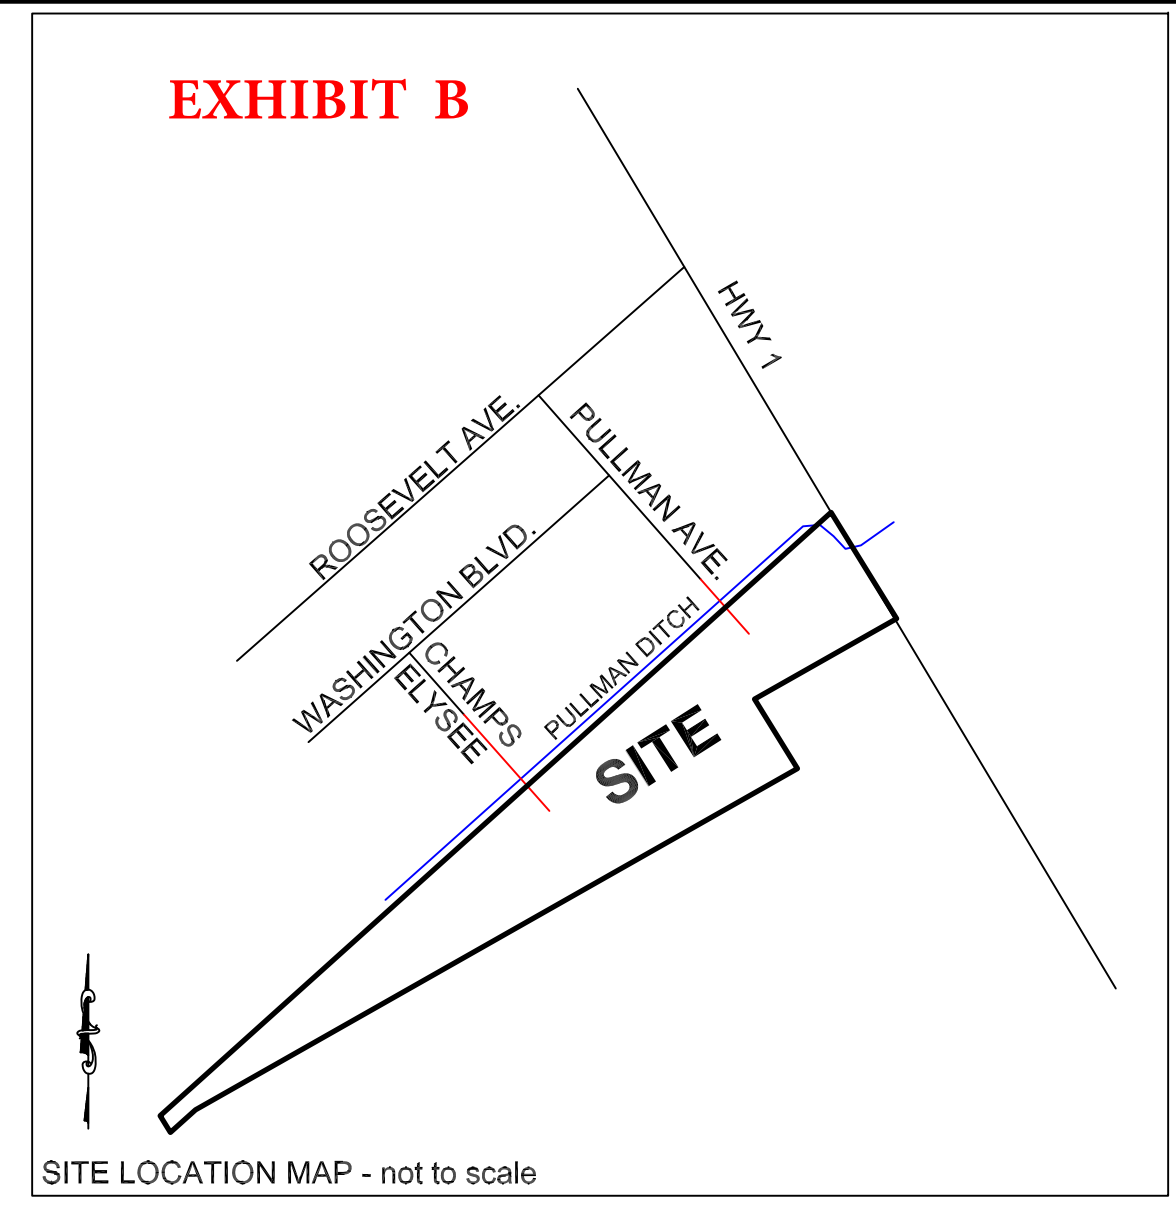 EXHIBIT B
HWY 1
ROOSEVELT AVE.
PULLMAN AVE.
WASHINGTON BLVD.
CHAMPS
ELYSEE
PULLMAN DITCH
SITE
SITE LOCATION MAP - not to scale